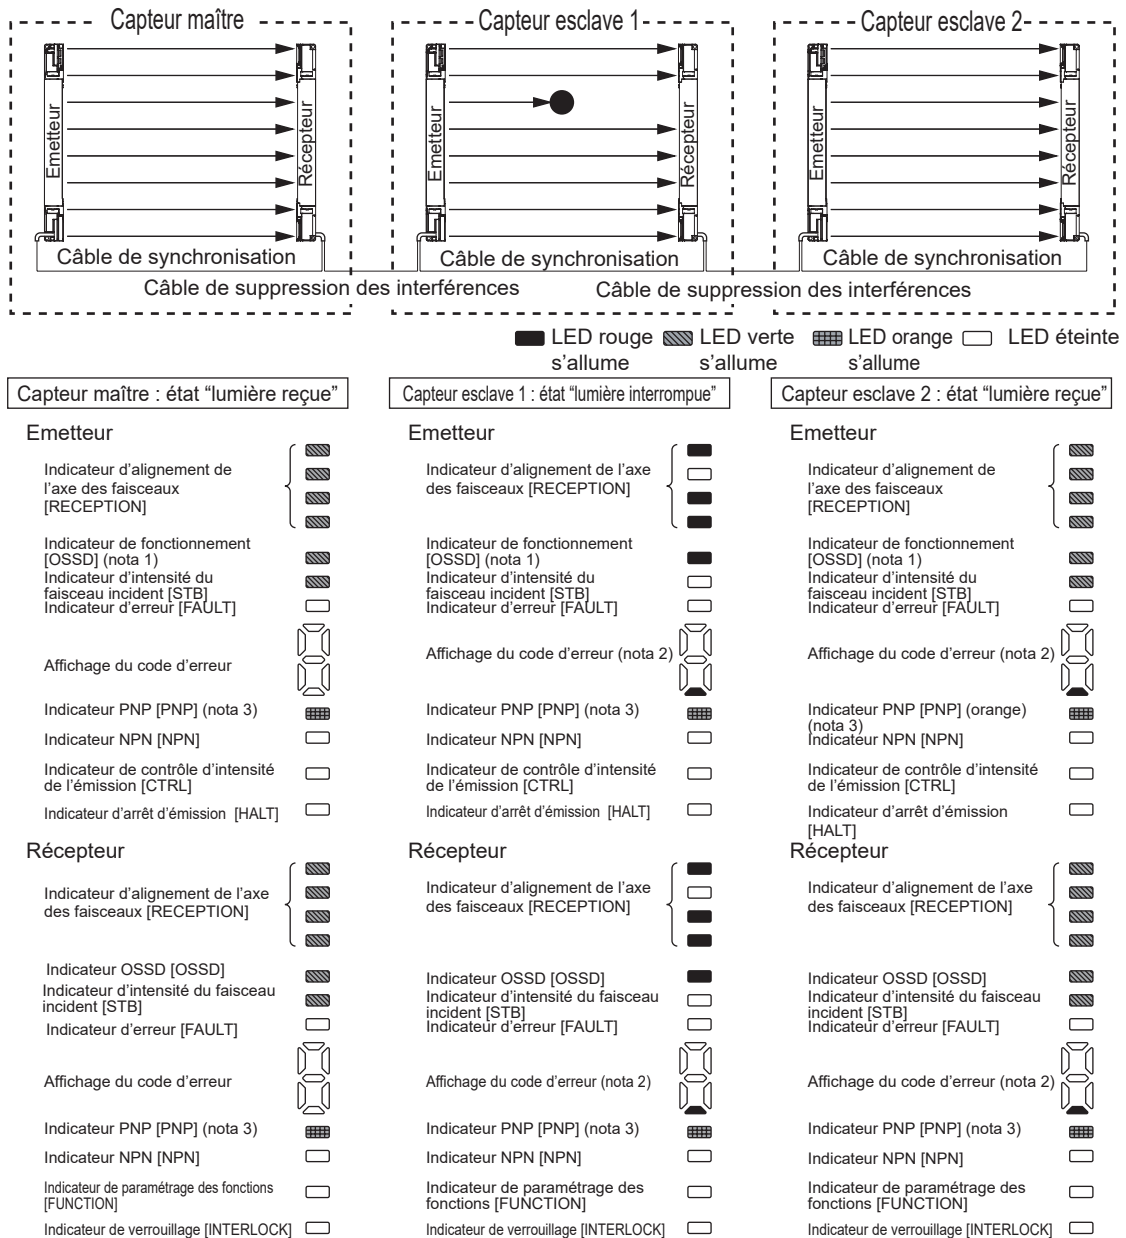 Capteur maître
Capteur esclave 1
Capteur esclave 2
Emetteur
Récepteur
Emetteur
Récepteur
Emetteur
Récepteur
Câble de synchronisation
Câble de synchronisation
Câble de synchronisation
Câble de suppression des interférences
Câble de suppression des interférences
LED rouge
s’allume
LED verte
s’allume
LED orange
s’allume
LED éteinte
Capteur maître : état “lumière reçue”
Emetteur
Indicateur d’alignement de
l’axe des faisceaux
[RECEPTION]
Indicateur de fonctionnement
[OSSD] (nota 1)
Indicateur d’intensité du
faisceau incident [STB]
Indicateur d’erreur [FAULT]
Affichage du code d’erreur
Indicateur PNP [PNP] (nota 3)
Indicateur NPN [NPN]
Indicateur de contrôle d’intensité
de l’émission [CTRL]
Indicateur d’arrêt d’émission [HALT]
Récepteur
Indicateur d’alignement de l’axe
des faisceaux [RECEPTION]
Indicateur OSSD [OSSD]
Indicateur d’intensité du faisceau
incident [STB]
Indicateur d’erreur [FAULT]
Affichage du code d’erreur
Indicateur PNP [PNP] (nota 3)
Indicateur NPN [NPN]
Indicateur de paramétrage des fonctions
[FUNCTION]
Indicateur de verrouillage [INTERLOCK]
Capteur esclave 1 : état “lumière interrompue”
Emetteur
Indicateur d’alignement de l’axe
des faisceaux [RECEPTION]
Indicateur de fonctionnement
[OSSD] (nota 1)
Indicateur d’intensité du
faisceau incident [STB]
Indicateur d’erreur [FAULT]
Affichage du code d’erreur (nota 2)
Indicateur PNP [PNP] (nota 3)
Indicateur NPN [NPN]
Indicateur de contrôle d’intensité
de l’émission [CTRL]
Indicateur d’arrêt d’émission [HALT]
Récepteur
Indicateur d’alignement de l’axe
des faisceaux [RECEPTION]
Indicateur OSSD [OSSD]
Indicateur d’intensité du faisceau
incident [STB]
Indicateur d’erreur [FAULT]
Affichage du code d’erreur (nota 2)
Indicateur PNP [PNP] (nota 3)
Indicateur NPN [NPN]
Indicateur de paramétrage des
fonctions [FUNCTION]
Indicateur de verrouillage [INTERLOCK]
Capteur esclave 2 : état “lumière reçue”
Emetteur
Indicateur d’alignement de
l’axe des faisceaux
[RECEPTION]
Indicateur de fonctionnement
[OSSD] (nota 1)
Indicateur d’intensité du
faisceau incident [STB]
Indicateur d’erreur [FAULT]
Affichage du code d’erreur (nota 2)
Indicateur PNP [PNP] (orange)
(nota 3)
Indicateur NPN [NPN]
Indicateur de contrôle d’intensité
de l’émission [CTRL]
Indicateur d’arrêt d’émission
[HALT]
Récepteur
Indicateur d’alignement de l’axe
des faisceaux [RECEPTION]
Indicateur OSSD [OSSD]
Indicateur d’intensité du faisceau
incident [STB]
Indicateur d’erreur [FAULT]
Affichage du code d’erreur (nota 2)
Indicateur PNP [PNP] (nota 3)
Indicateur NPN [NPN]
Indicateur de paramétrage des
fonctions [FUNCTION]
Indicateur de verrouillage [INTERLOCK]